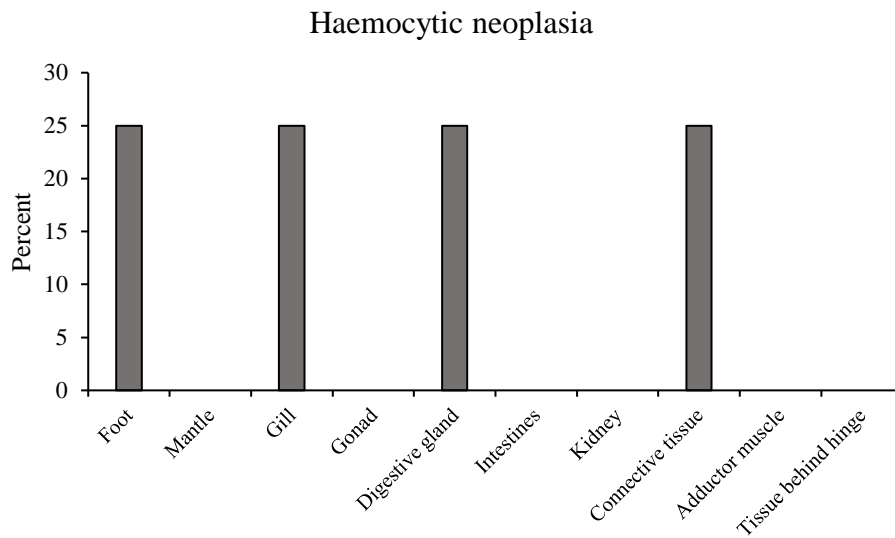 Haemocytic neoplasia
Percent
30
25
20
15
10
5
0
Foot
Mantle
Gill
Gonad
Digestive gland
Intestines
Kidney
Connective tissue
Adductor muscle
Tissue behind hinge